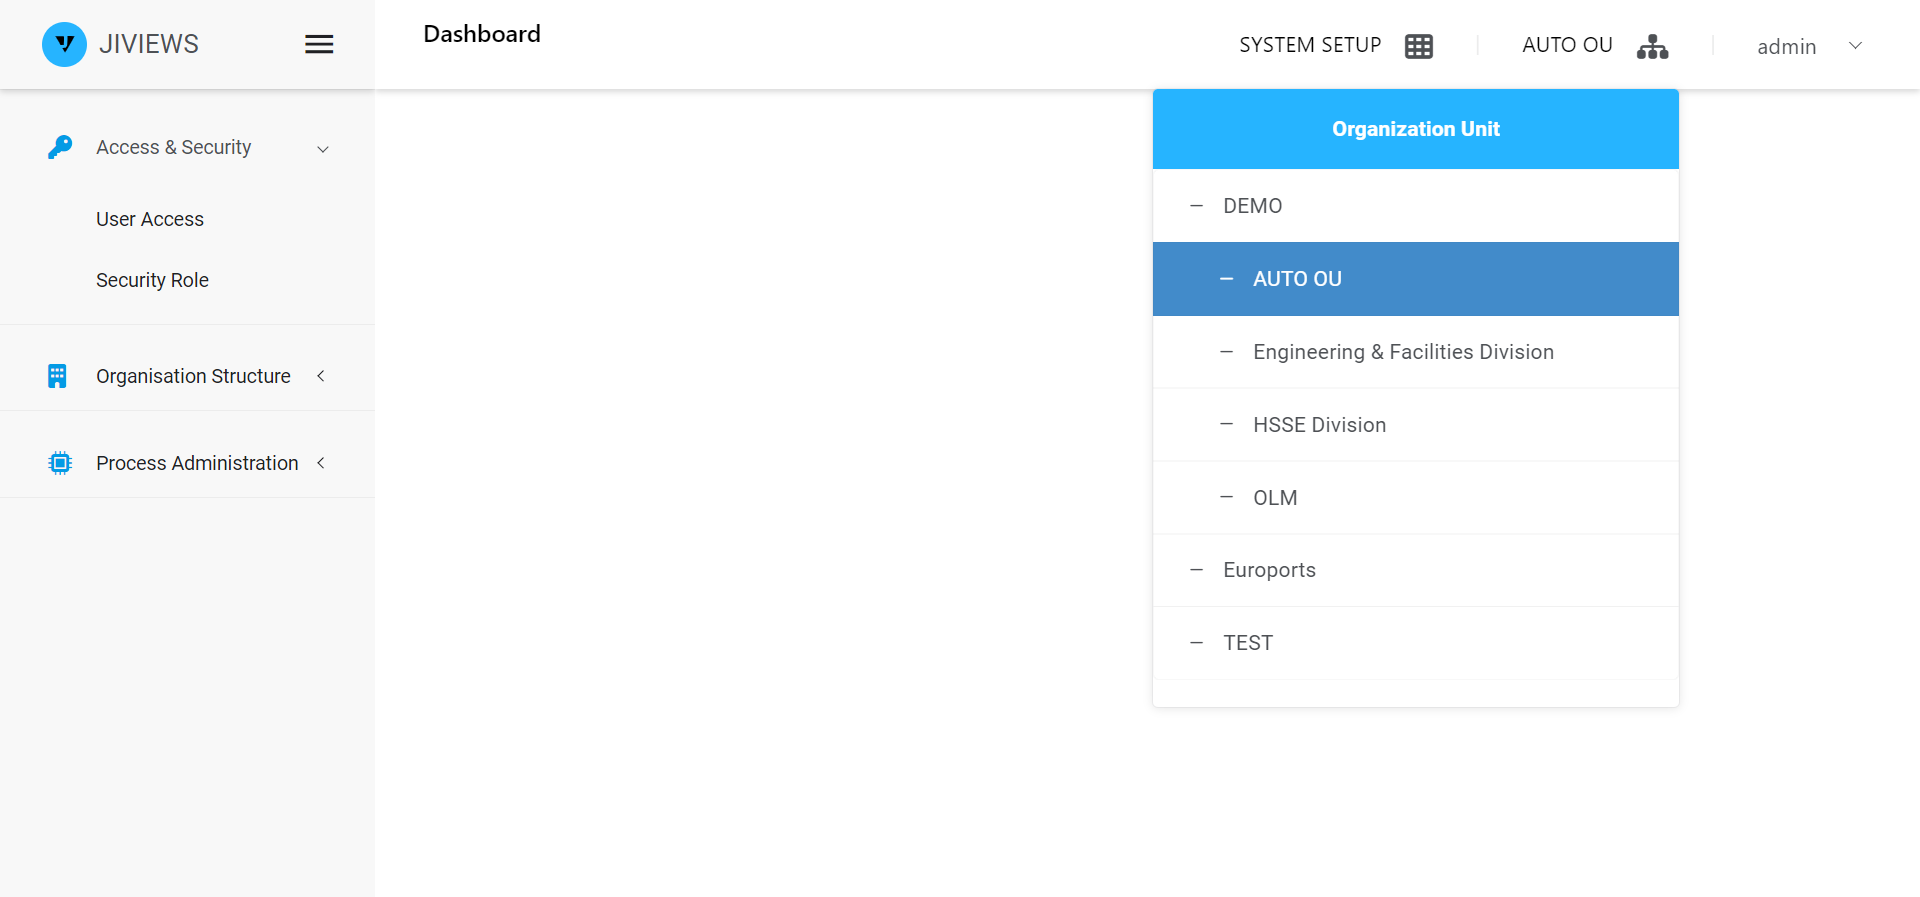 JIVIEWS
Dashboard
SYSTEM SETUP
AUTO OU
admin
Access & Security
User Access
Security Role
Organisation Structure
Process Administration
Organization Unit
DEMO
AUTO OU
Engineering & Facilities Division
HSSE Division
OLM
Euroports
TEST